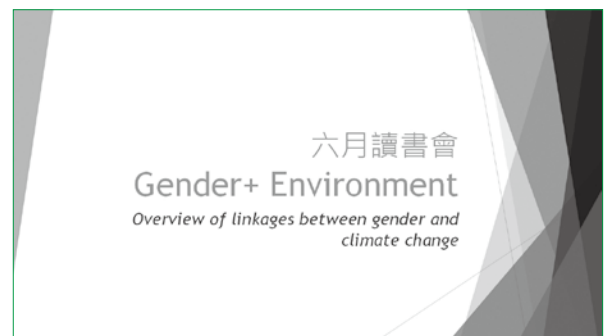 六月讀書會
Gender+ Environment
Overview of linkages between gender and
climate change